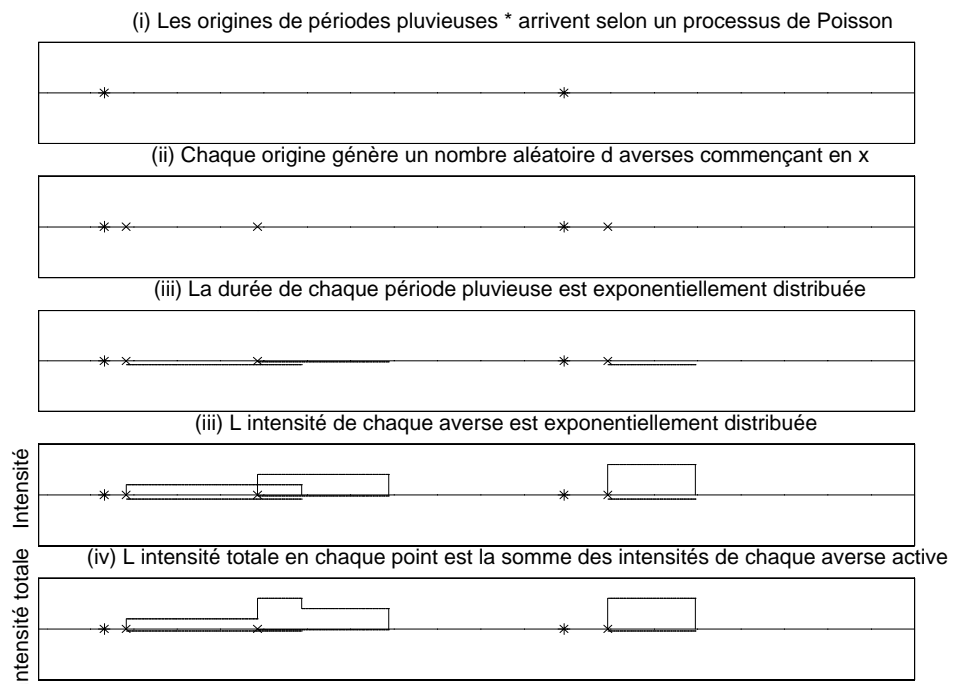 (i) Les origines de périodes pluvieuses * arrivent selon un processus de Poisson
(ii) Chaque origine génère un nombre aléatoire d averses commençant en x
(iii) La durée de chaque période pluvieuse est exponentiellement distribuée
(iii) L intensité de chaque averse est exponentiellement distribuée
Intensité
(iv) L intensité totale en chaque point est la somme des intensités de chaque averse active
ntensité totale